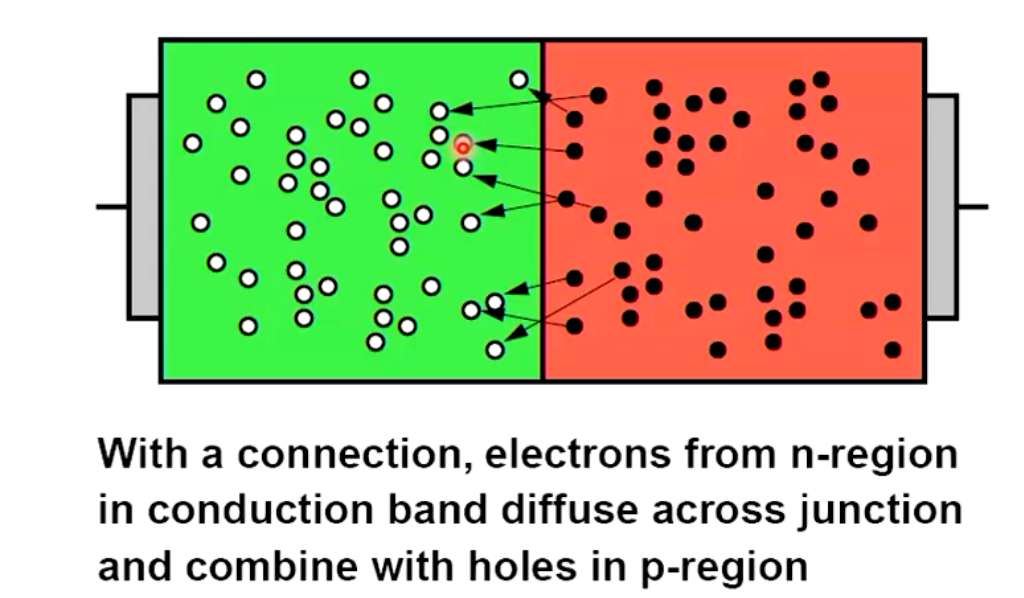 With a connection, electrons from n-region
in conduction band diffuse across junction
and combine with holes in p-region